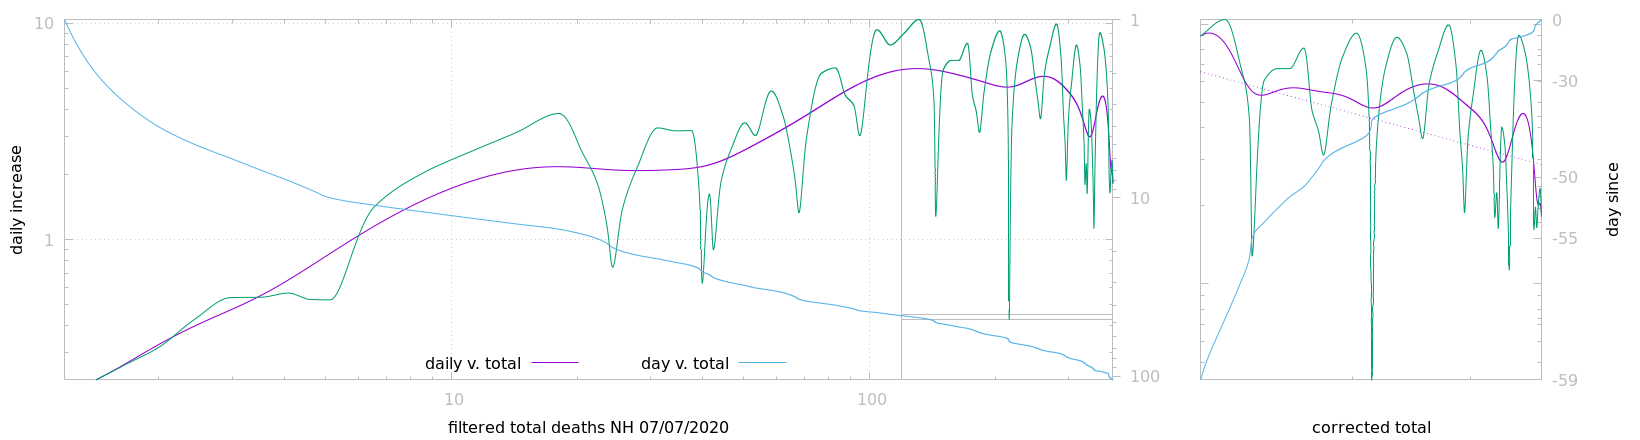 10
1
daily increase
daily v. total
day v. total
10
100
filtered total deaths NH 07/07/2020
1
10
100
0
-30
-50
-55
-59
day since
corrected total